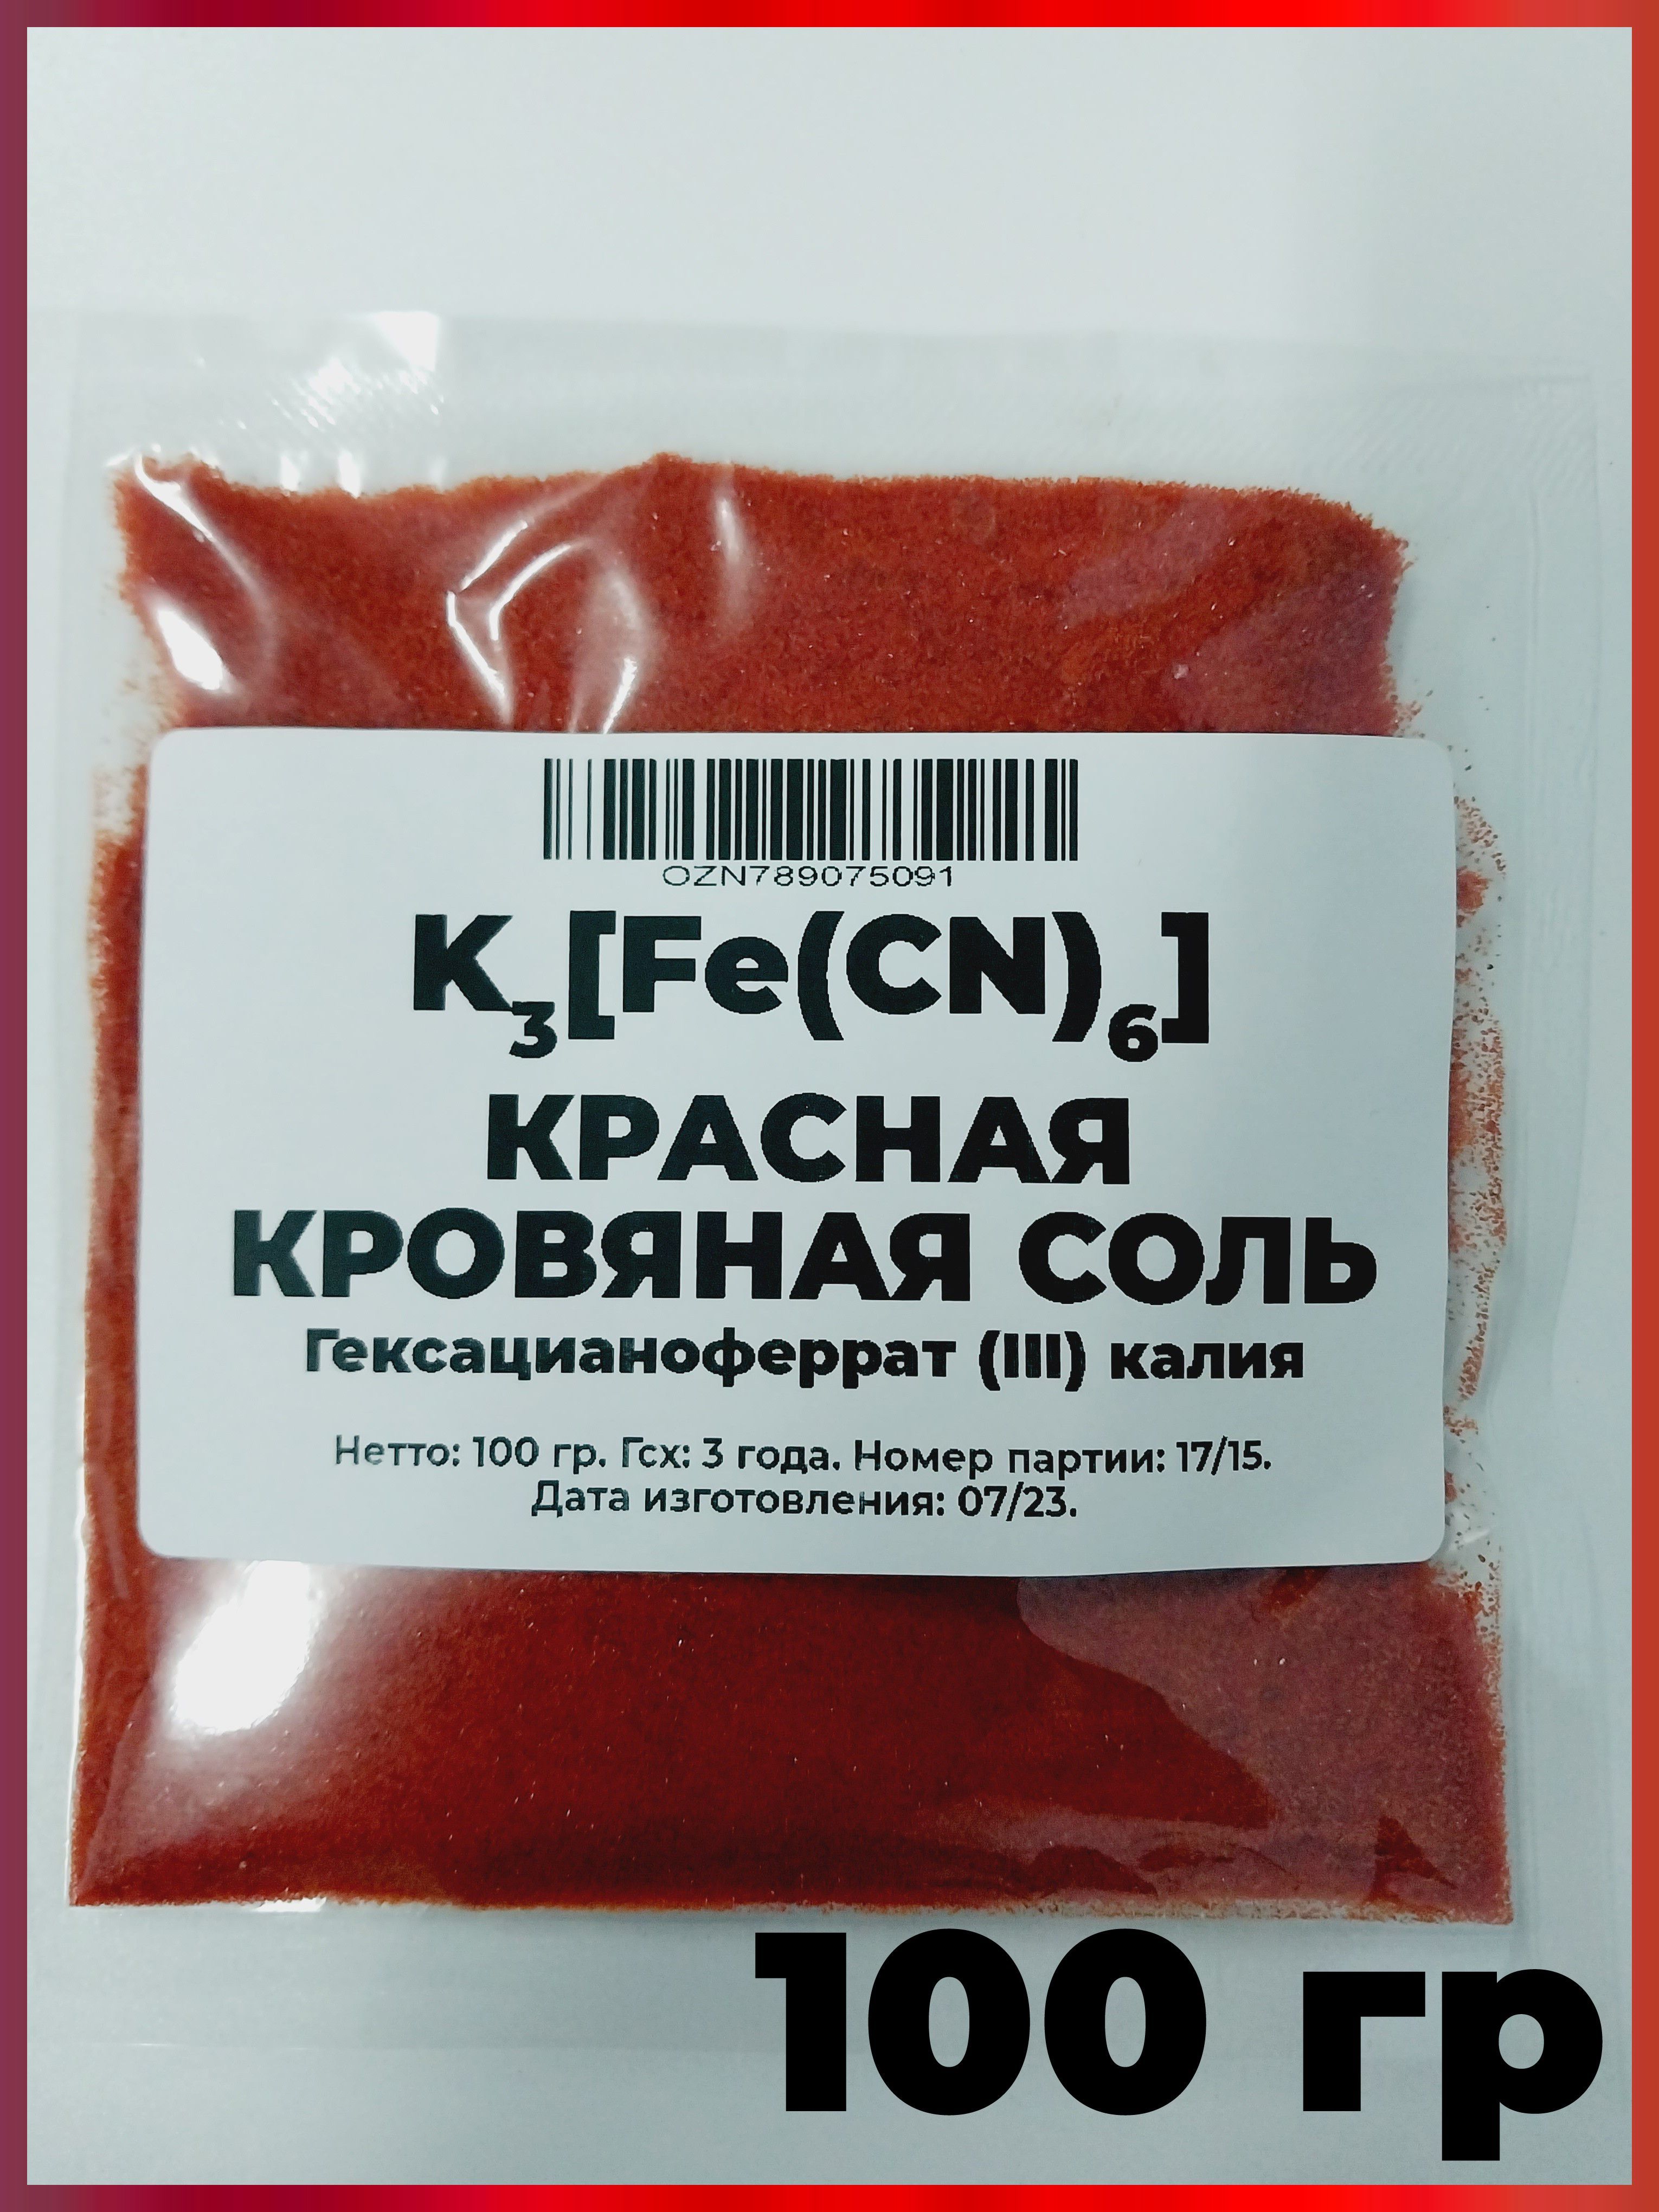 OZN789075091
K₃[Fe(CN)₆]
КРАСНАЯ
КРОВЯНАЯ СОЛЬ
Гексацианоферрат (III) калия
Нетто: 100 гр. Гсх: 3 года. Номер партии: 17/15.
Дата изготовления: 07/23.
100 гр